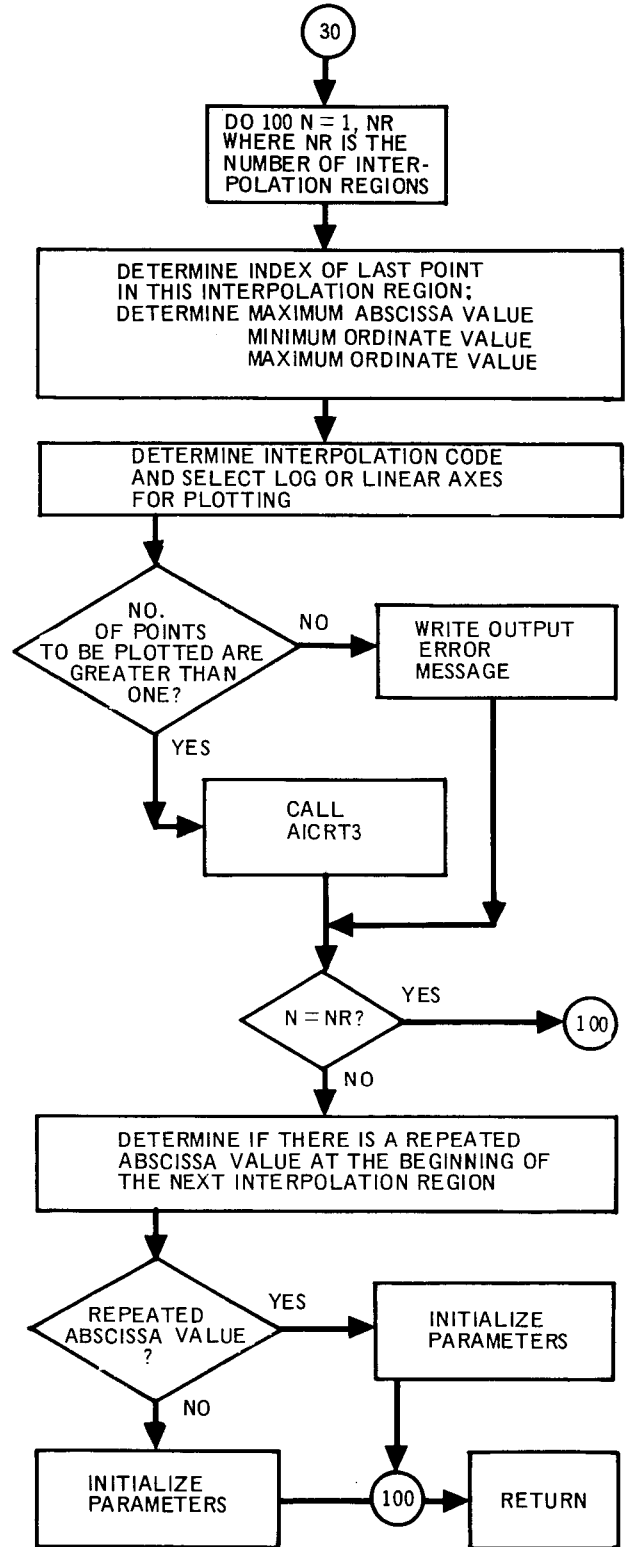 30
DO 100 N = 1, NR
WHERE NR IS THE
NUMBER OF INTER-
POLATION REGIONS
DETERMINE INDEX OF LAST POINT
IN THIS INTERPOLATION REGION;
DETERMINE MAXIMUM ABSCISSA VALUE
MINIMUM ORDINATE VALUE
MAXIMUM ORDINATE VALUE
DETERMINE INTERPOLATION CODE
AND SELECT LOG OR LINEAR AXES
FOR PLOTTING
NO.
OF POINTS
TO BE PLOTTED ARE
GREATER THAN
ONE?
NO
WRITE OUTPUT
ERROR
MESSAGE
YES
CALL
AICRT3
N = NR?
YES
100
NO
DETERMINE IF THERE IS A REPEATED
ABSCISSA VALUE AT THE BEGINNING OF
THE NEXT INTERPOLATION REGION
REPEATED
ABSCISSA VALUE
?
YES
INITIALIZE
PARAMETERS
NO
INITIALIZE
PARAMETERS
100
RETURN